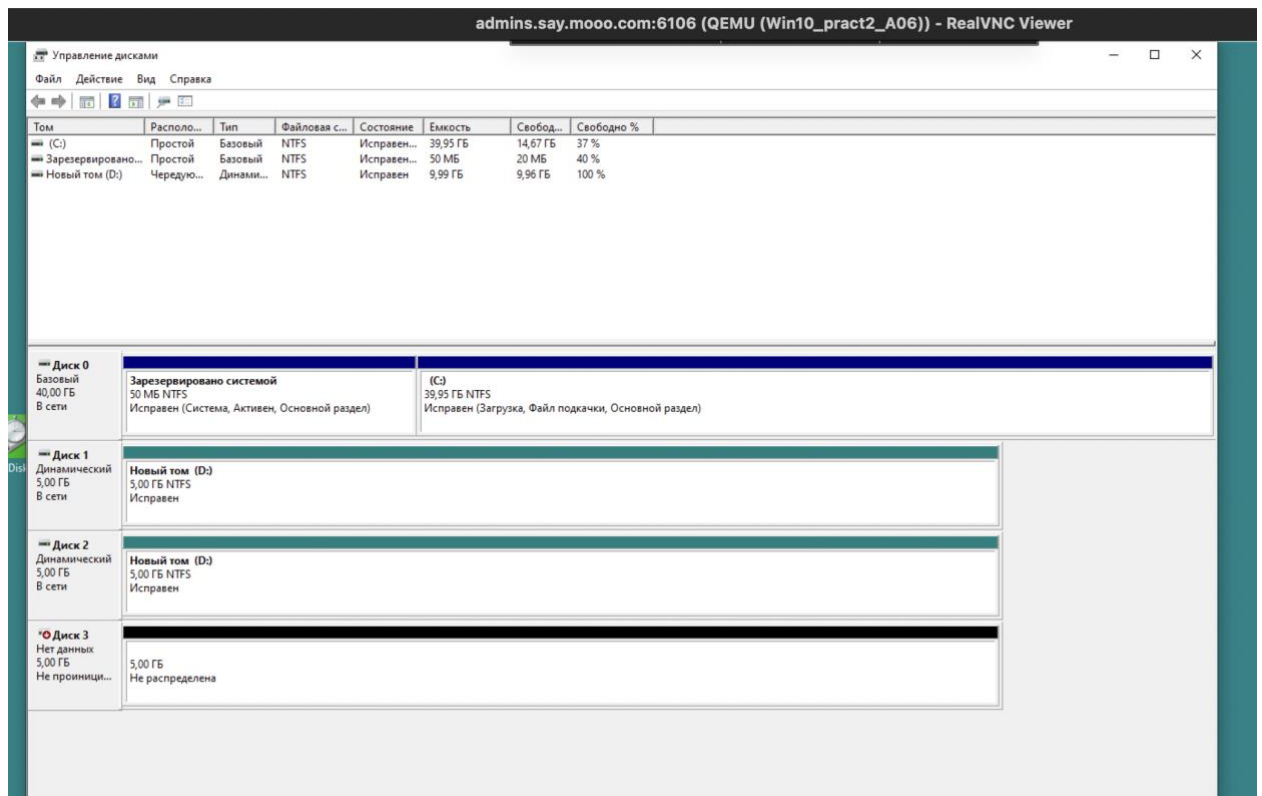 admins.say.mooo.com:6106 (QEMU (Win10_pract2_A06)) - RealVNC Viewer
Управление дисками
Файл Действие Вид Справка
Том Располо... Тип Файловая с... Состояние Емкость Свобод... Свободно %
(C:) Простой Базовый NTFS Исправен... 39,95 ГБ 14,67 ГБ 37 %
Зарезервировано... Простой Базовый NTFS Исправен... 50 МБ 20 МБ 40 %
Новый том (D:) Чередую... Динами... NTFS Исправен 9,99 ГБ 9,96 ГБ 100 %
Диск 0
Базовый
40,00 ГБ
В сети
Зарезервировано системой
50 МБ NTFS
Исправен (Система, Активен, Основной раздел)
(C:)
39,95 ГБ NTFS
Исправен (Загрузка, Файл подкачки, Основной раздел)
Disk
Диск 1
Динамический
5,00 ГБ
В сети
Новый том (D:)
5,00 ГБ NTFS
Исправен
Диск 2
Динамический
5,00 ГБ
В сети
Новый том (D:)
5,00 ГБ NTFS
Исправен
Диск 3
Нет данных
5,00 ГБ
Не проиници...
5,00 ГБ
Не распределена